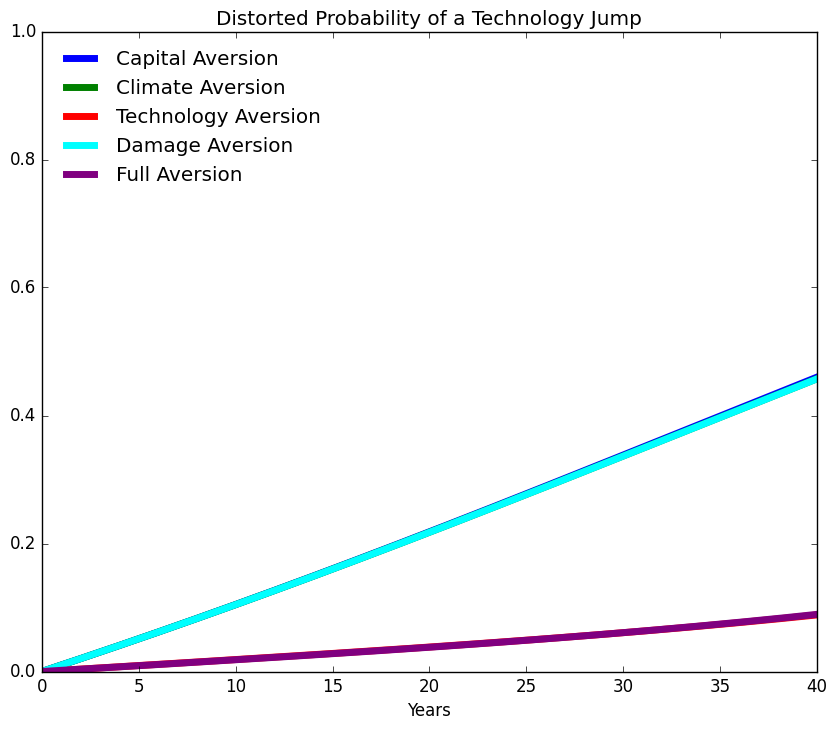 Distorted Probability of a Technology Jump
1.0
Capital Aversion
Climate Aversion
Technology Aversion
Damage Aversion
Full Aversion
0.8
0.6
0.4
0.2
0.0
0 5 10 15 20 25 30 35 40
Years